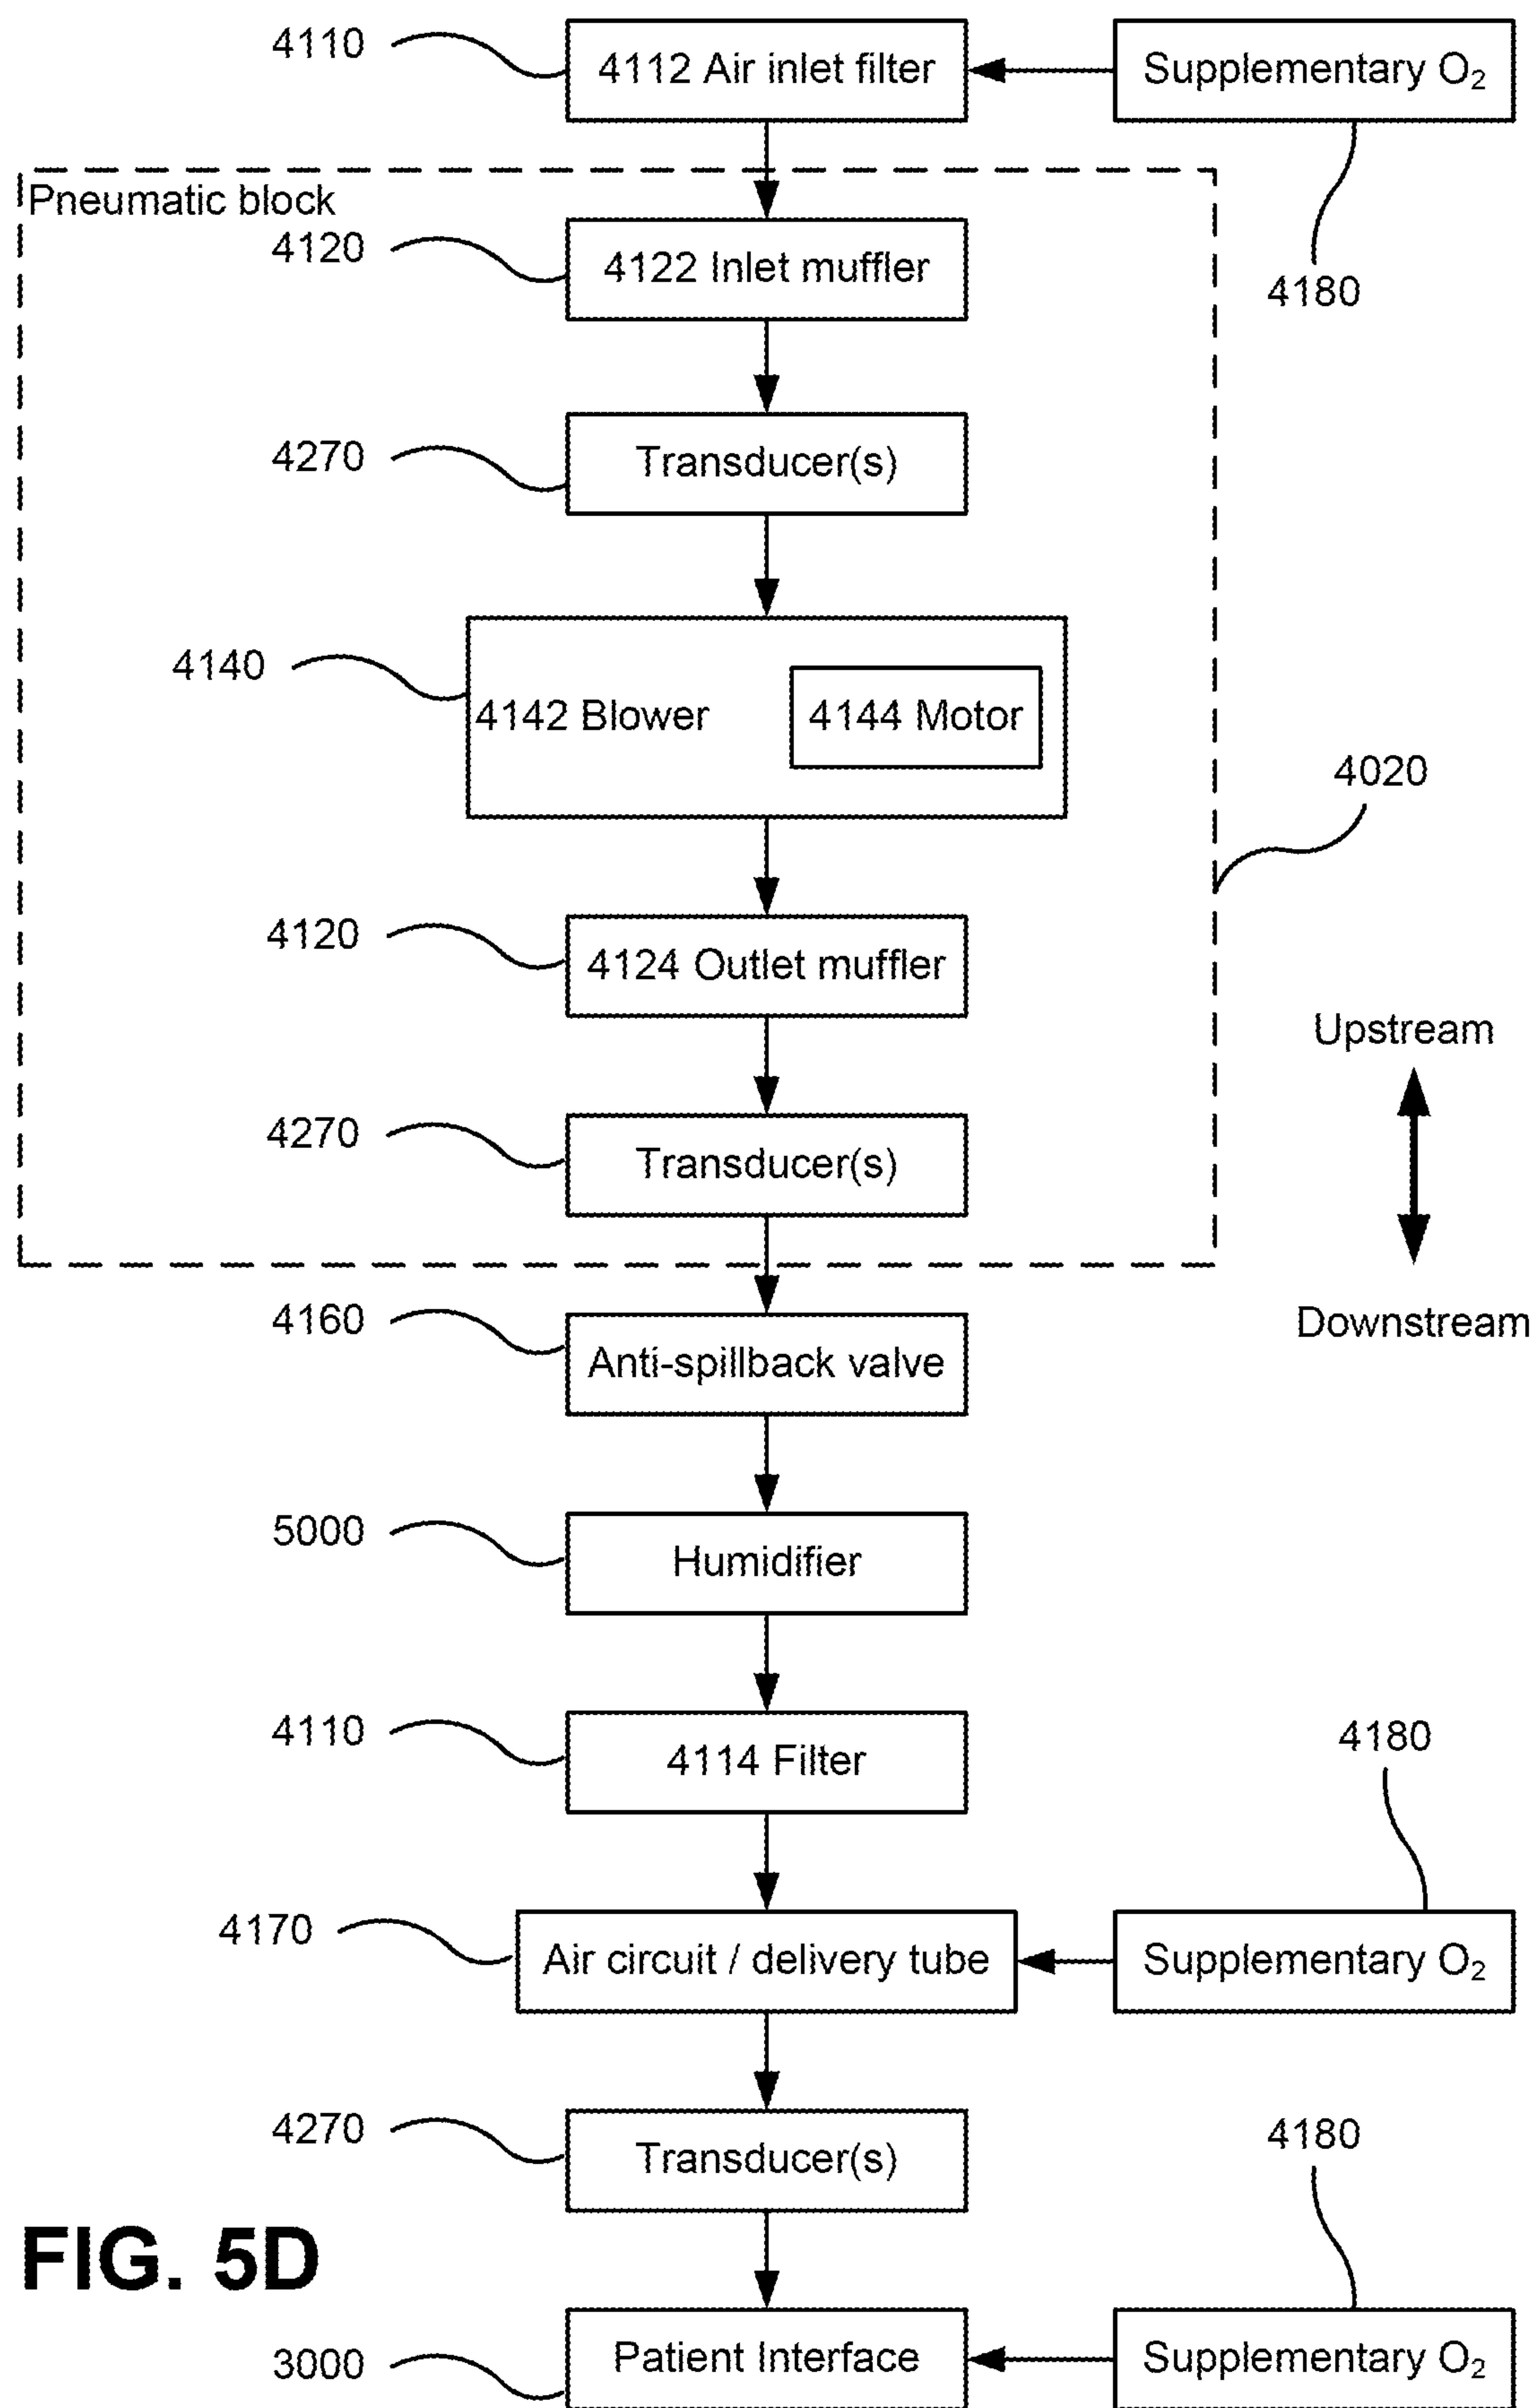 4110
4112 Air inlet filter
Supplementary O₂
Pneumatic block
4120
4122 Inlet muffler
4180
4270
Transducer(s)
4140
4142 Blower
4144 Motor
4020
4120
4124 Outlet muffler
Upstream
4270
Transducer(s)
4160
Anti-spillback valve
Downstream
5000
Humidifier
4110
4114 Filter
4180
4170
Air circuit / delivery tube
Supplementary O₂
4270
Transducer(s)
4180
FIG. 5D
3000
Patient Interface
Supplementary O₂